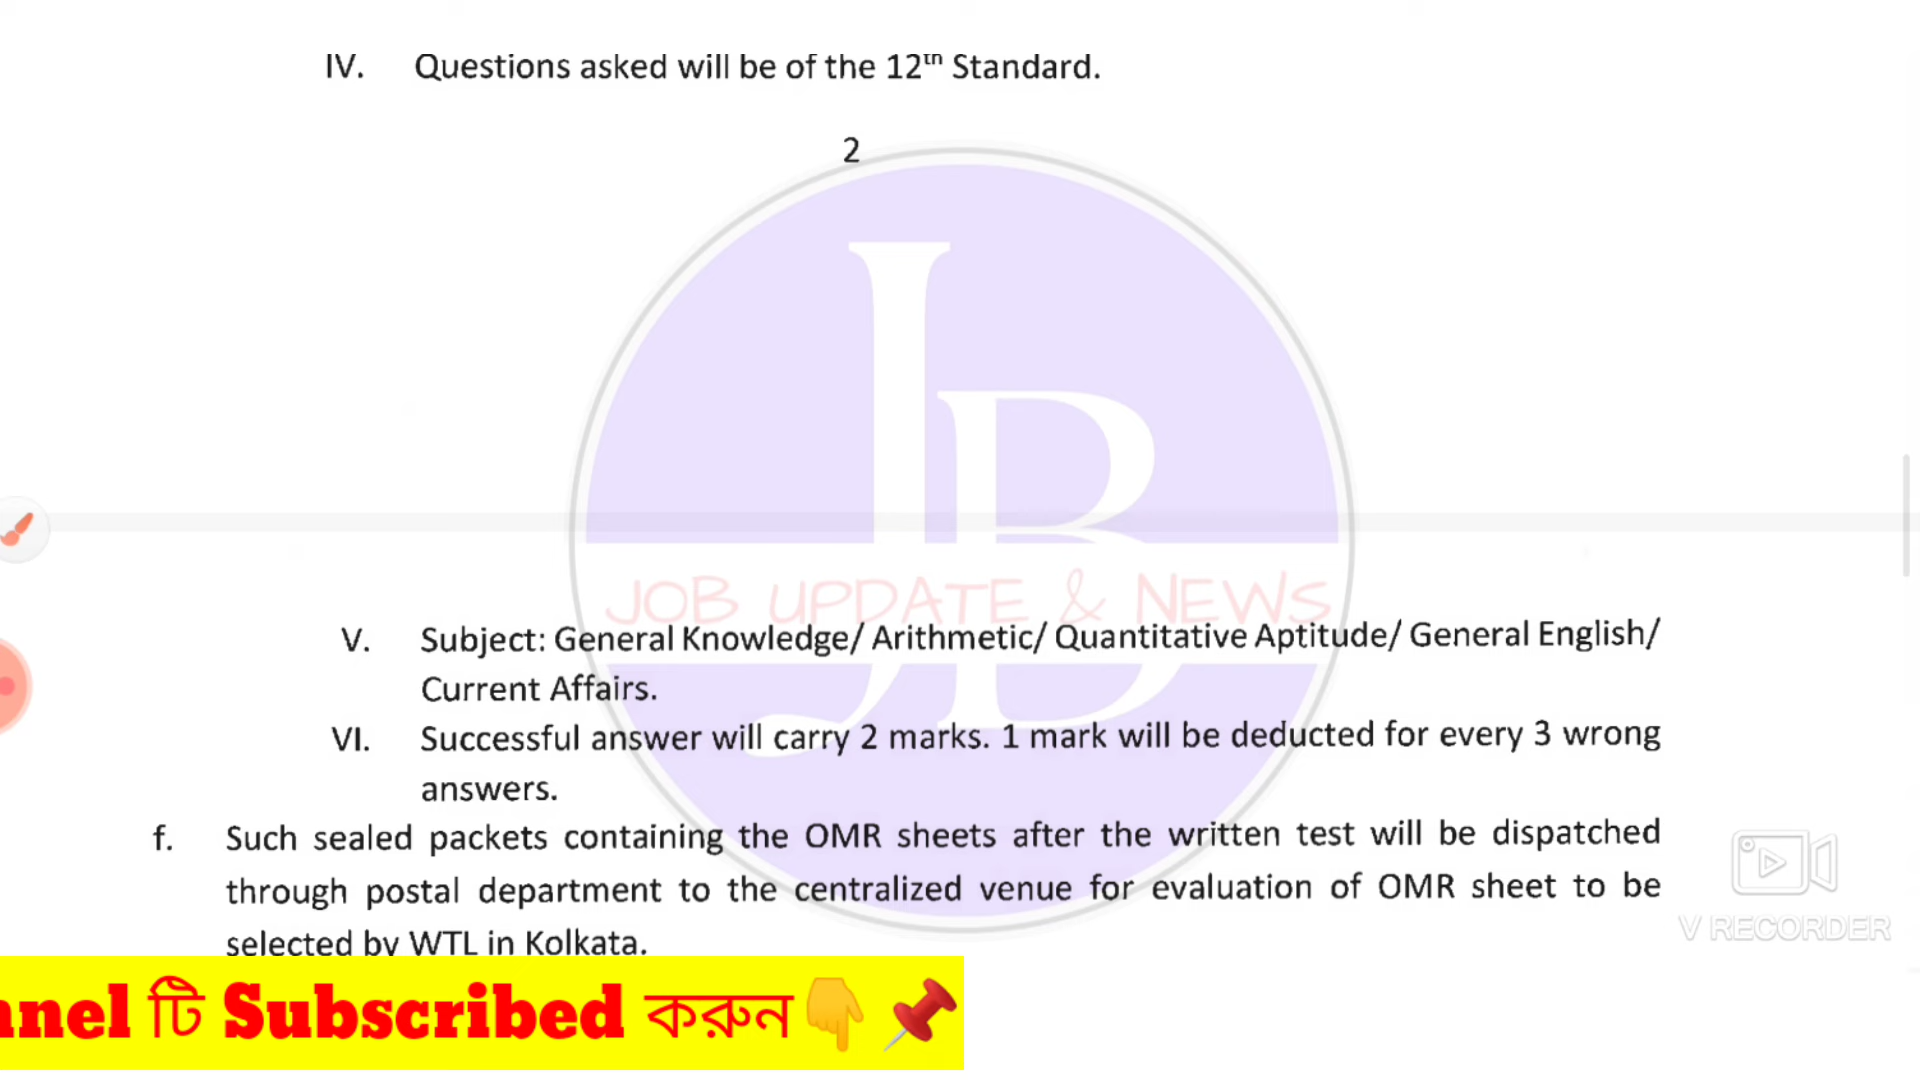 IV. Questions asked will be of the 12th Standard.
2
JB
JOB UPDATE & NEWS
V. Subject: General Knowledge/ Arithmetic/ Quantitative Aptitude/ General English/
Current Affairs.
VI. Successful answer will carry 2 marks. 1 mark will be deducted for every 3 wrong
answers.
f. Such sealed packets containing the OMR sheets after the written test will be dispatched
through postal department to the centralized venue for evaluation of OMR sheet to be
selected by WTL in Kolkata.
V RECORDER
nnel টি Subscribed করুন👇📌